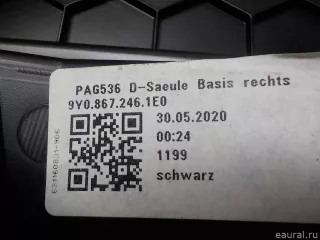 PAG536 D-Saeule Basis rechts
9Y0.867.246.1E0
30.05.2020
00:24
1199
schwarz
eaural.ru